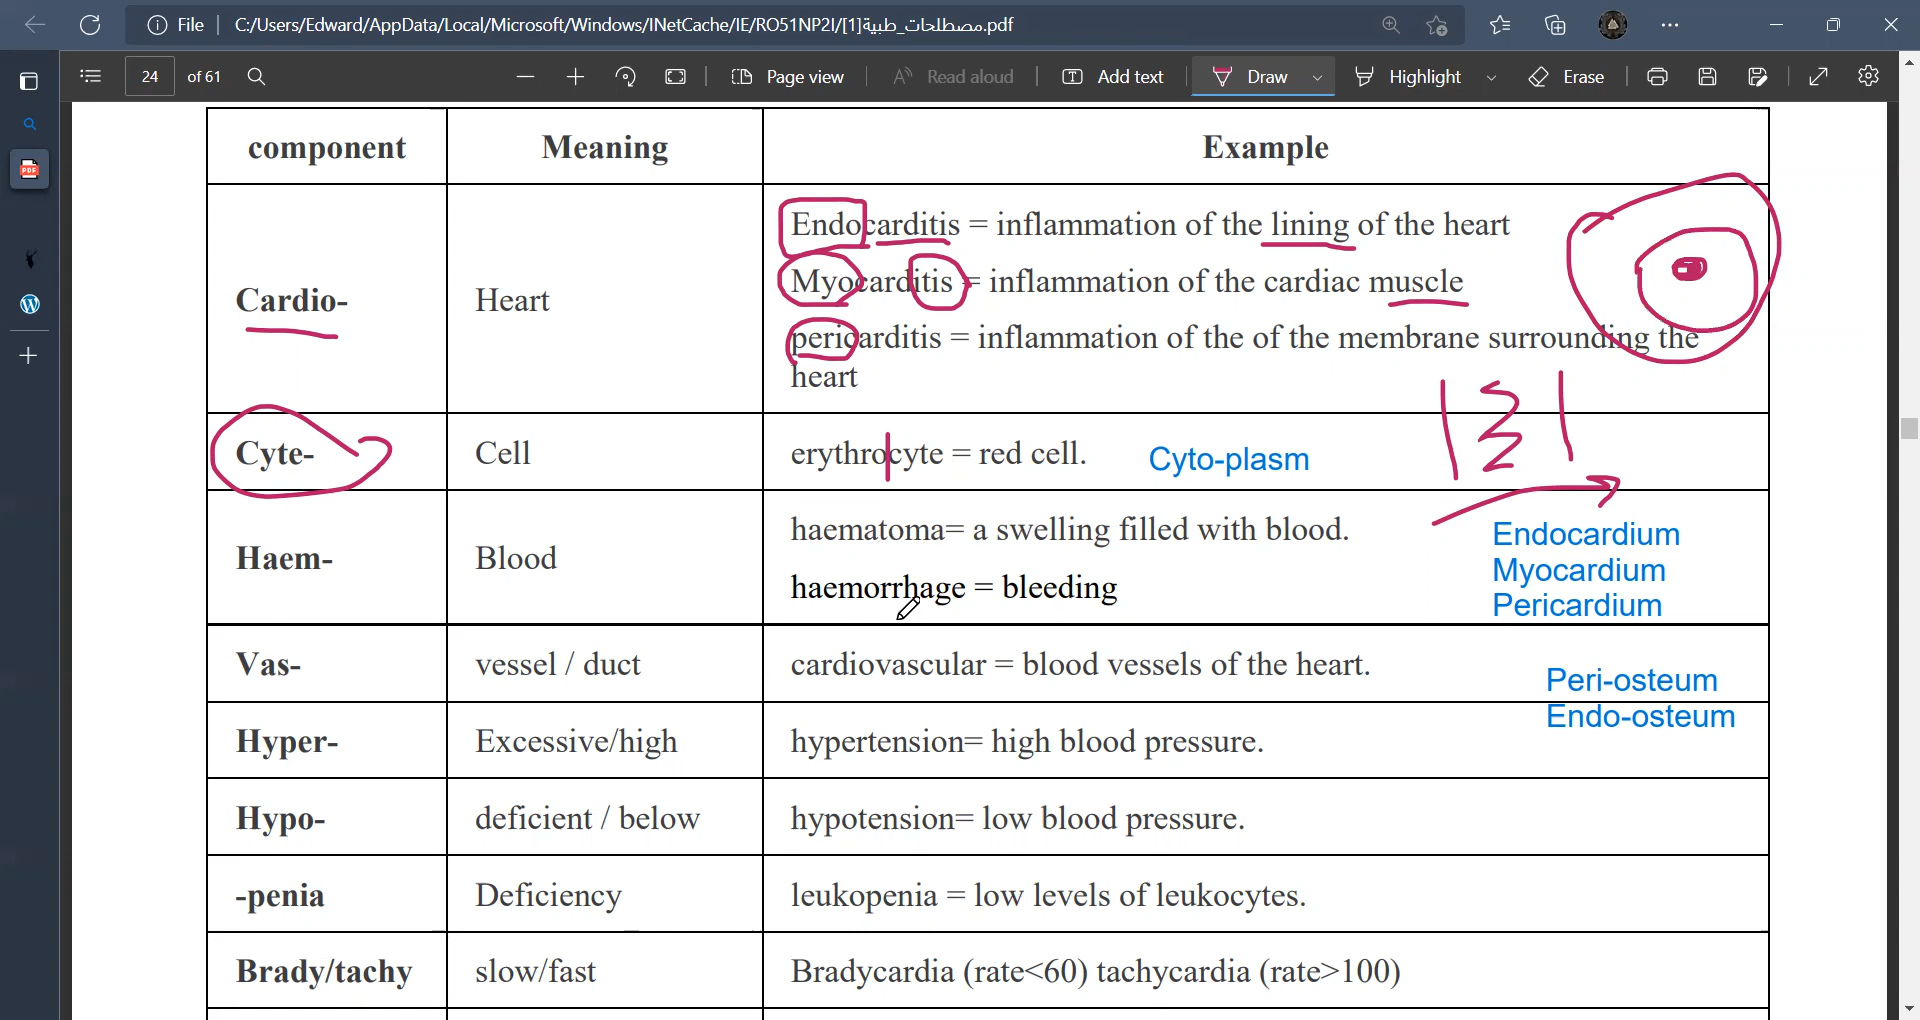 File
C:/Users/Edward/AppData/Local/Microsoft/Windows/INetCache/IE/RO51NP2I/[1]مصطلحات_طبية.pdf
24 of 61
Page view
Read aloud
Add text
Draw
Highlight
Erase
component Meaning Example
Cardio- Heart
Endocarditis = inflammation of the lining of the heart
Myocarditis = inflammation of the cardiac muscle
pericarditis = inflammation of the of the membrane surrounding the
heart
Cyte- Cell erythrocyte = red cell. Cyto-plasm
Haem- Blood
haematoma= a swelling filled with blood.
haemorrhage = bleeding
Endocardium
Myocardium
Pericardium
Vas- vessel / duct cardiovascular = blood vessels of the heart.
Peri-osteum
Endo-osteum
Hyper- Excessive/high hypertension= high blood pressure.
Hypo- deficient / below hypotension= low blood pressure.
-penia Deficiency leukopenia = low levels of leukocytes.
Brady/tachy slow/fast Bradycardia (rate<60) tachycardia (rate>100)